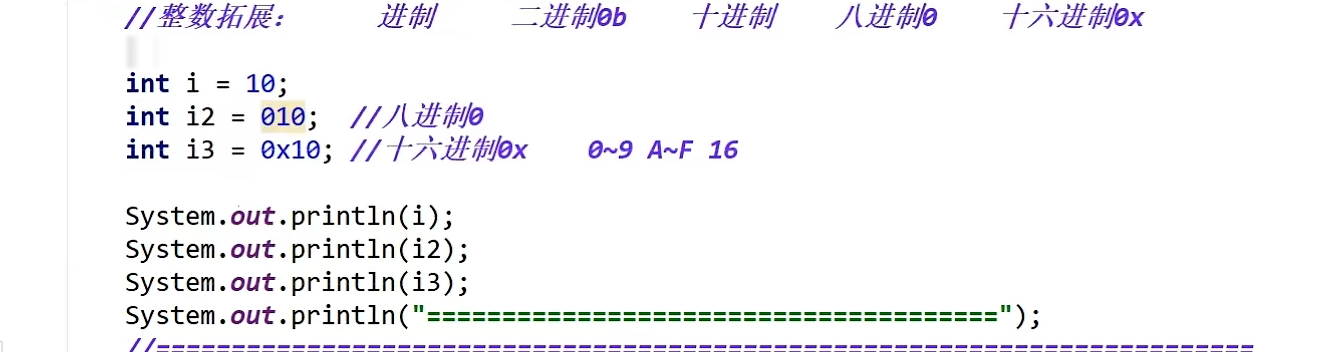 //整数拓展：      进制      二进制0b      十进制      八进制0      十六进制0x
int i = 10;
int i2 = 010;  //八进制0
int i3 = 0x10; //十六进制0x    0~9 A~F 16
System.out.println(i);
System.out.println(i2);
System.out.println(i3);
System.out.println("======================================");
//=========================================================================